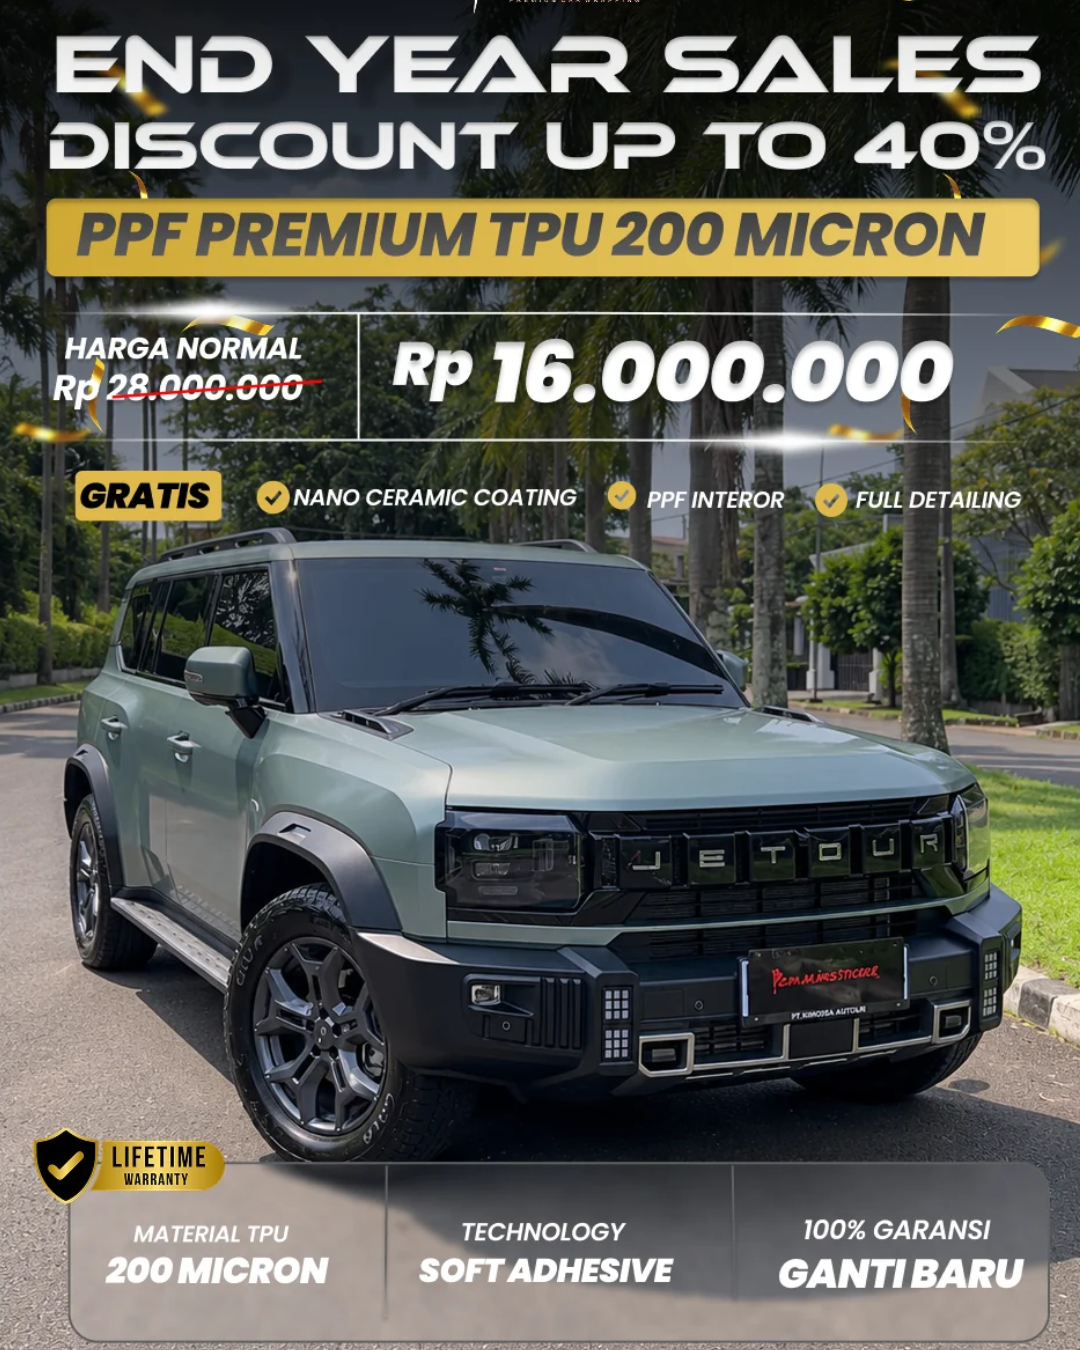 END YEAR SALES
DISCOUNT UP TO 40%
PPF PREMIUM TPU 200 MICRON
HARGA NORMAL
Rp 28.000.000
Rp 16.000.000
GRATIS
NANO CERAMIC COATING
PPF INTEROR
FULL DETAILING
JETOUR
LIFETIME
WARRANTY
MATERIAL TPU
200 MICRON
TECHNOLOGY
SOFT ADHESIVE
100% GARANSI
GANTI BARU